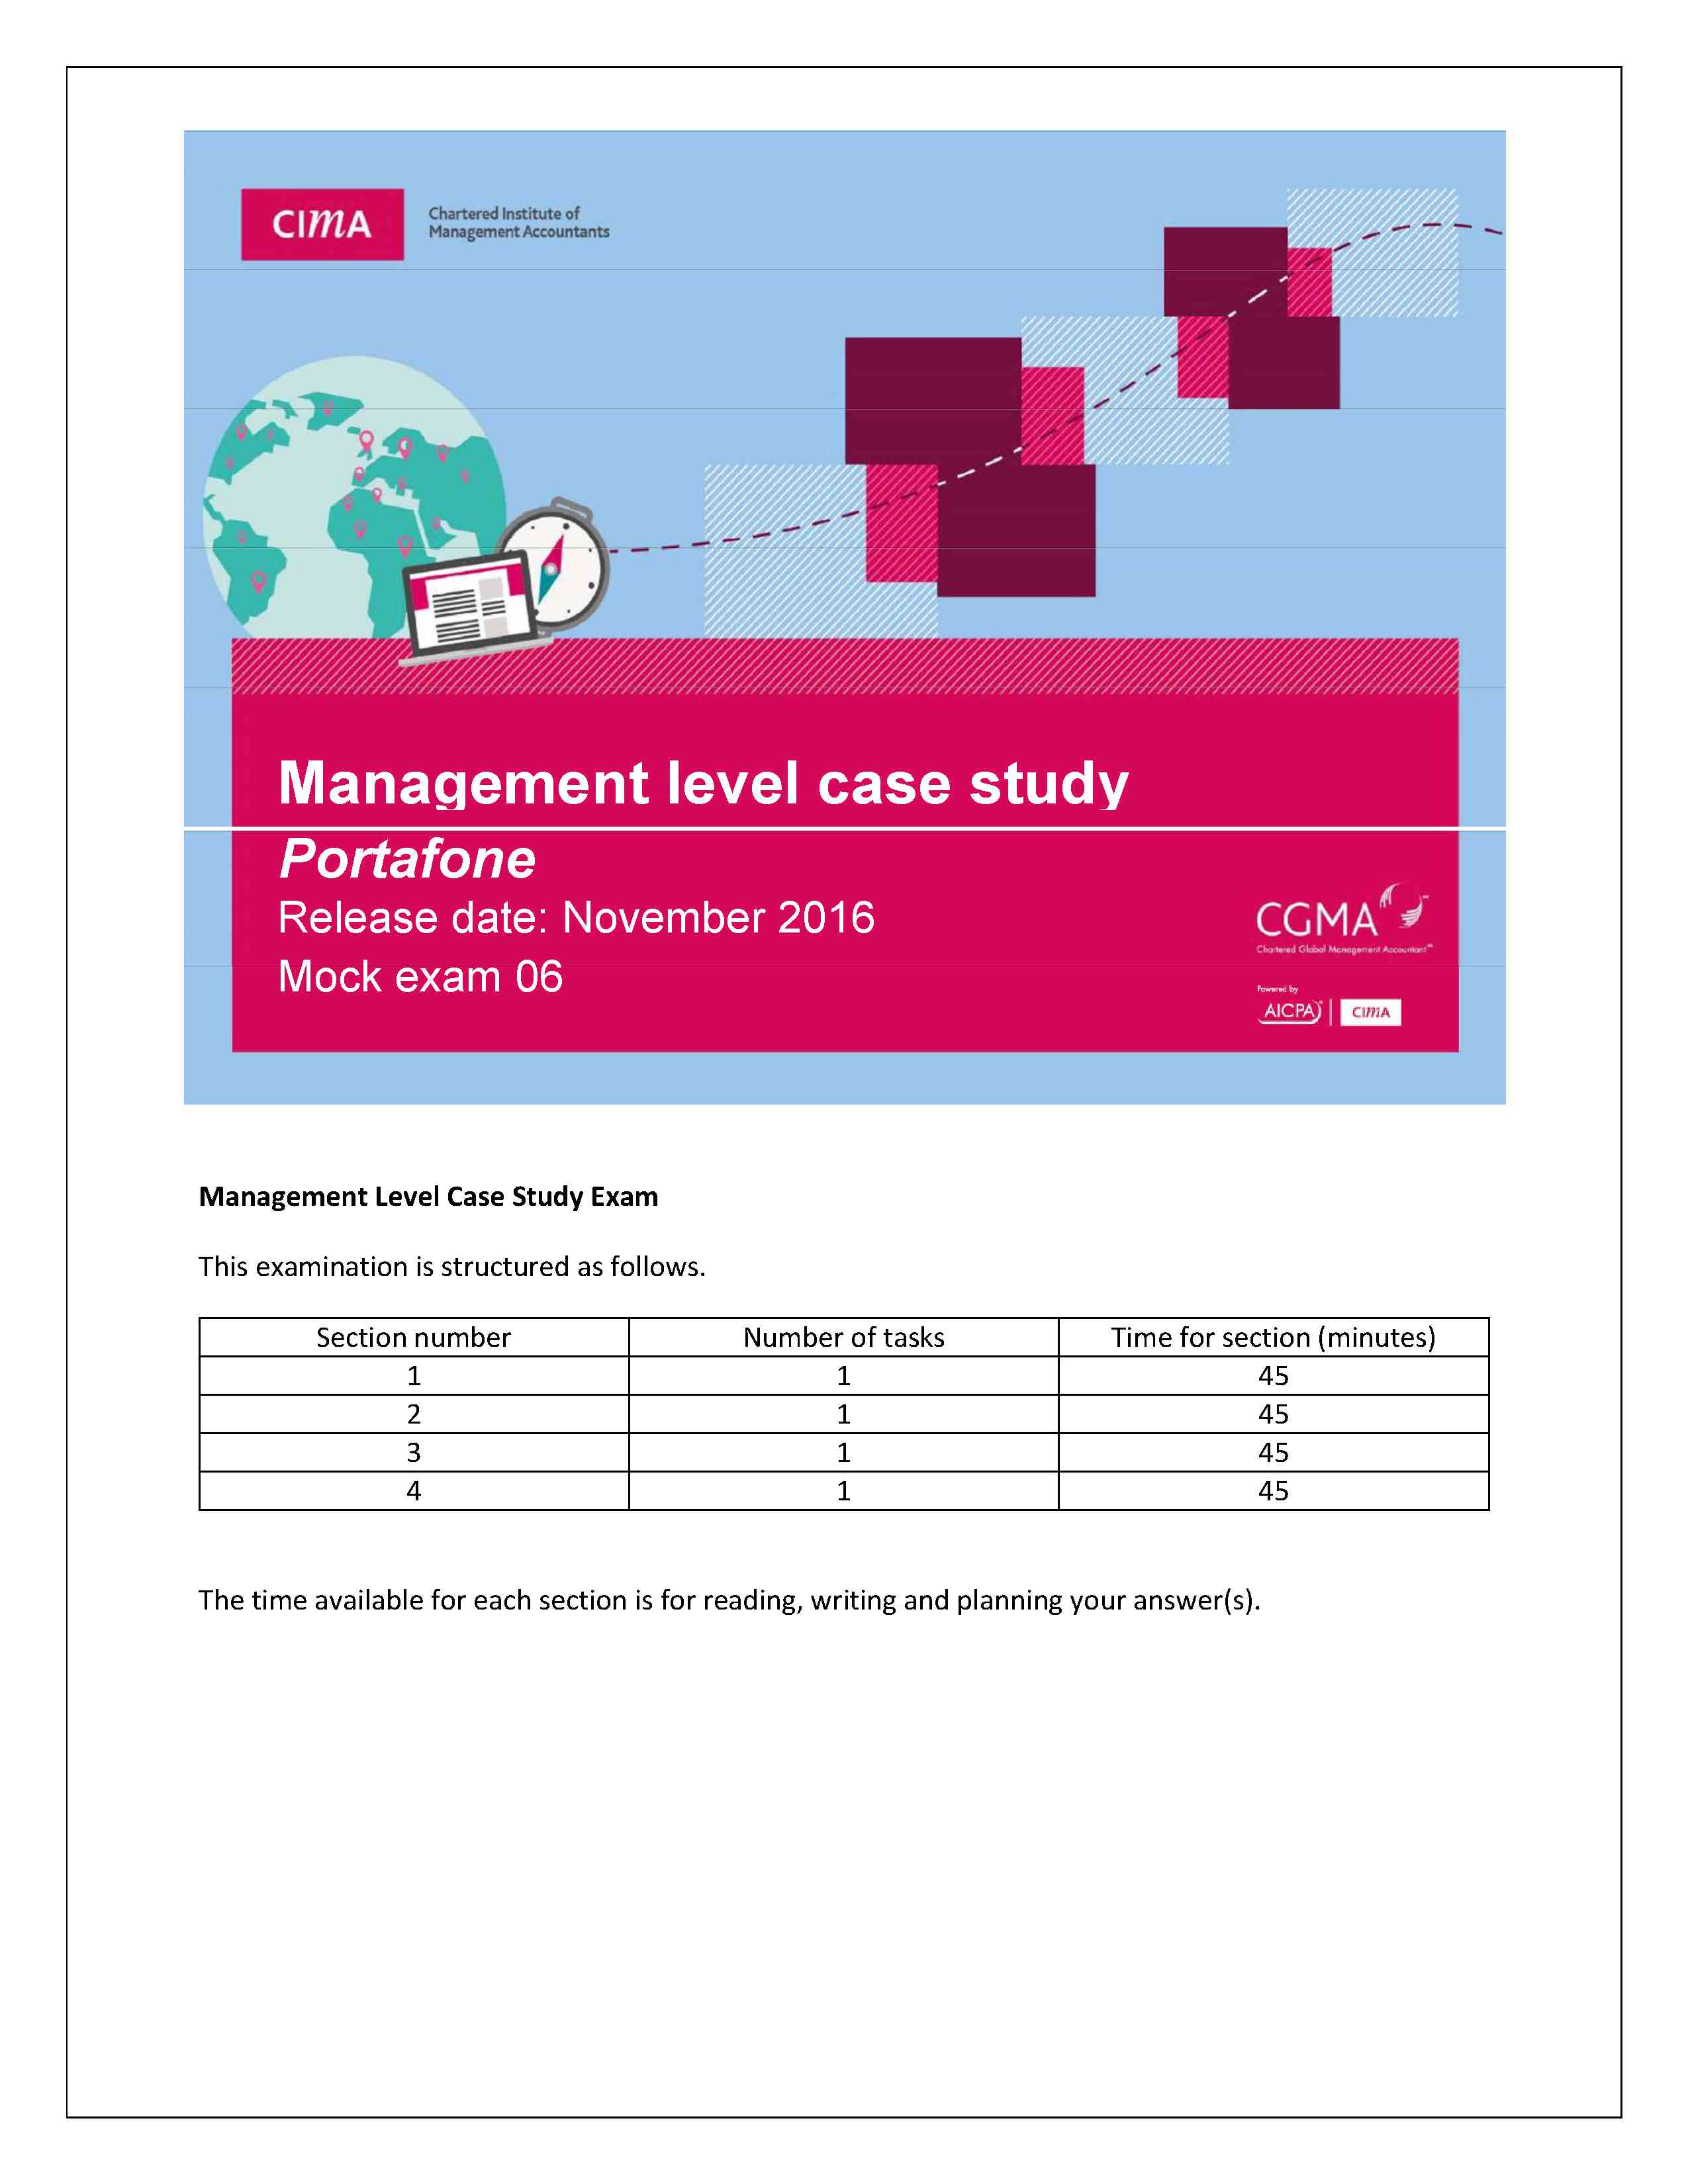 CIMA
Chartered Institute of
Management Accountants
Management level case study
Portafone
Release date: November 2016
Mock exam 06
CGMA™
Chartered Global Management Accountant™
Powered by
AICPA | CIMA
Management Level Case Study Exam
This examination is structured as follows.
Section number Number of tasks Time for section (minutes)
1 1 45
2 1 45
3 1 45
4 1 45
The time available for each section is for reading, writing and planning your answer(s).